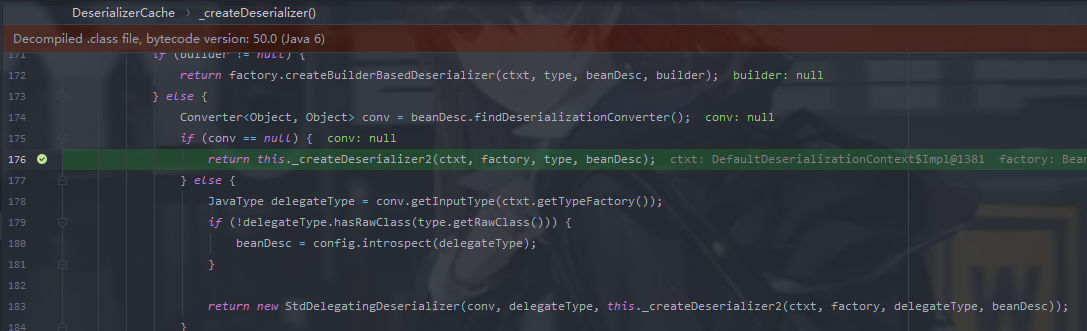 DeserializerCache › _createDeserializer()
Decompiled .class file, bytecode version: 50.0 (Java 6)
171 if (builder != null) {
172 return factory.createBuilderBasedDeserializer(ctxt, type, beanDesc, builder); builder: null
173 } else {
174 Converter<Object, Object> conv = beanDesc.findDeserializationConverter(); conv: null
175 if (conv == null) { conv: null
176 return this._createDeserializer2(ctxt, factory, type, beanDesc); ctxt: DefaultDeserializationContext$Impl@1381 factory: Bean
177 } else {
178 JavaType delegateType = conv.getInputType(ctxt.getTypeFactory());
179 if (!delegateType.hasRawClass(type.getRawClass())) {
180 beanDesc = config.introspect(delegateType);
181 }
182
183 return new StdDelegatingDeserializer(conv, delegateType, this._createDeserializer2(ctxt, factory, delegateType, beanDesc));
184 }